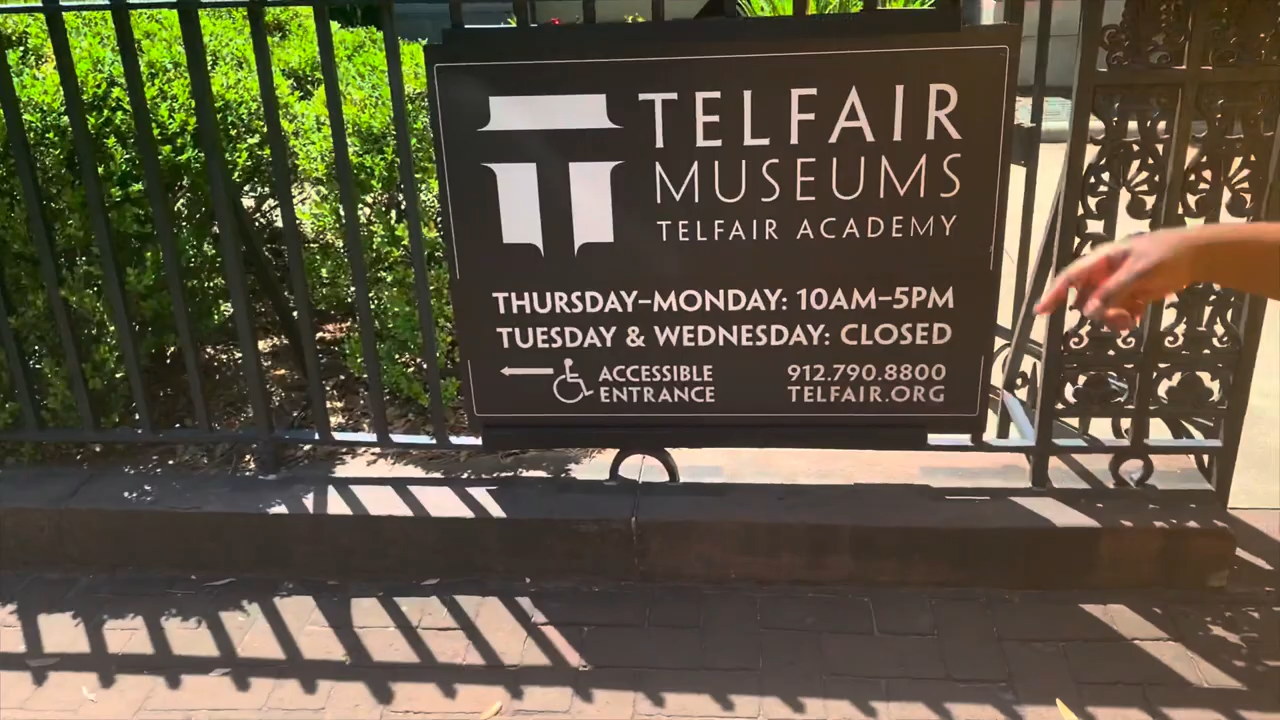 TELFAIR
MUSEUMS
TELFAIR ACADEMY
THURSDAY–MONDAY: 10AM–5PM
TUESDAY & WEDNESDAY: CLOSED
ACCESSIBLE
ENTRANCE
912.790.8800
TELFAIR.ORG